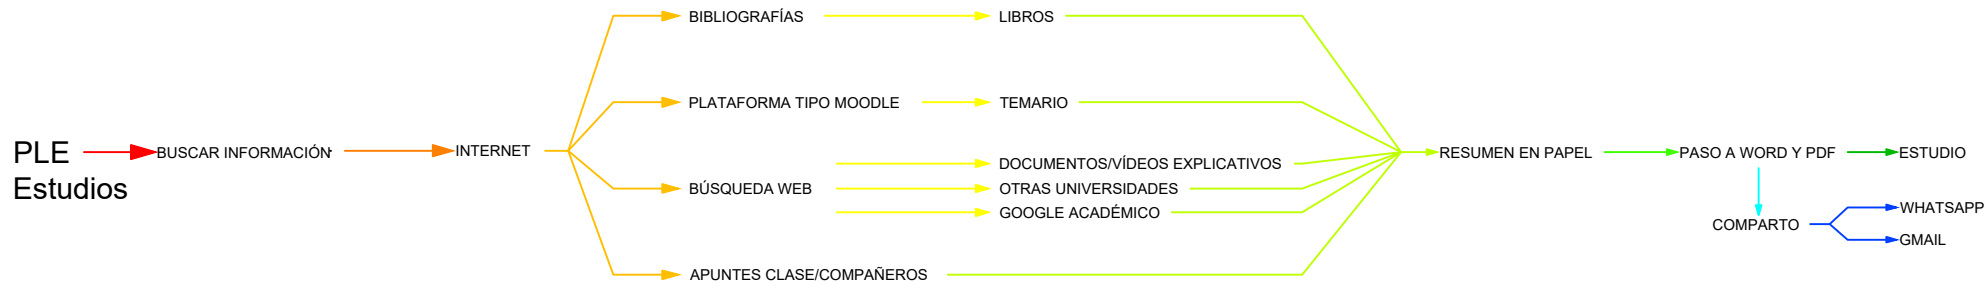 PLE
Estudios
BUSCAR INFORMACIÓN
INTERNET
BIBLIOGRAFÍAS
LIBROS
PLATAFORMA TIPO MOODLE
TEMARIO
BÚSQUEDA WEB
DOCUMENTOS/VÍDEOS EXPLICATIVOS
OTRAS UNIVERSIDADES
GOOGLE ACADÉMICO
APUNTES CLASE/COMPAÑEROS
RESUMEN EN PAPEL
PASO A WORD Y PDF
ESTUDIO
COMPARTO
WHATSAPP
GMAIL